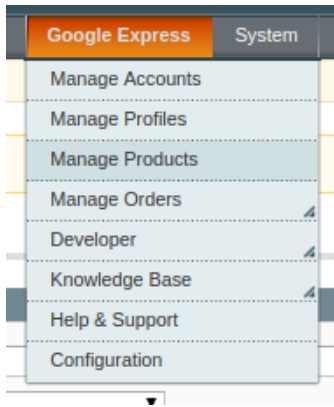 Google Express System
Manage Accounts
Manage Profiles
Manage Products
Manage Orders
Developer
Knowledge Base
Help & Support
Configuration